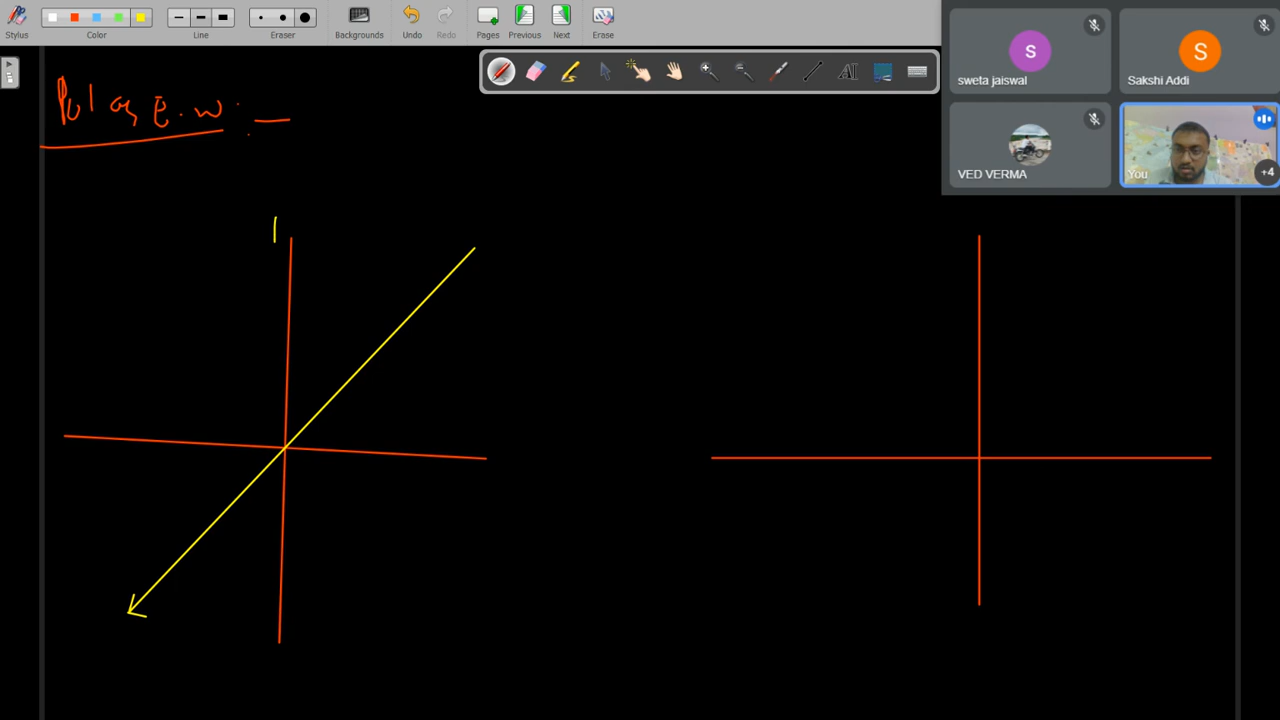 Stylus Color Line Eraser Backgrounds Undo Redo Pages Previous Next Erase
Pol of E.W : —
S
sweta jaiswal
S
Sakshi Addi
VED VERMA
You
+4